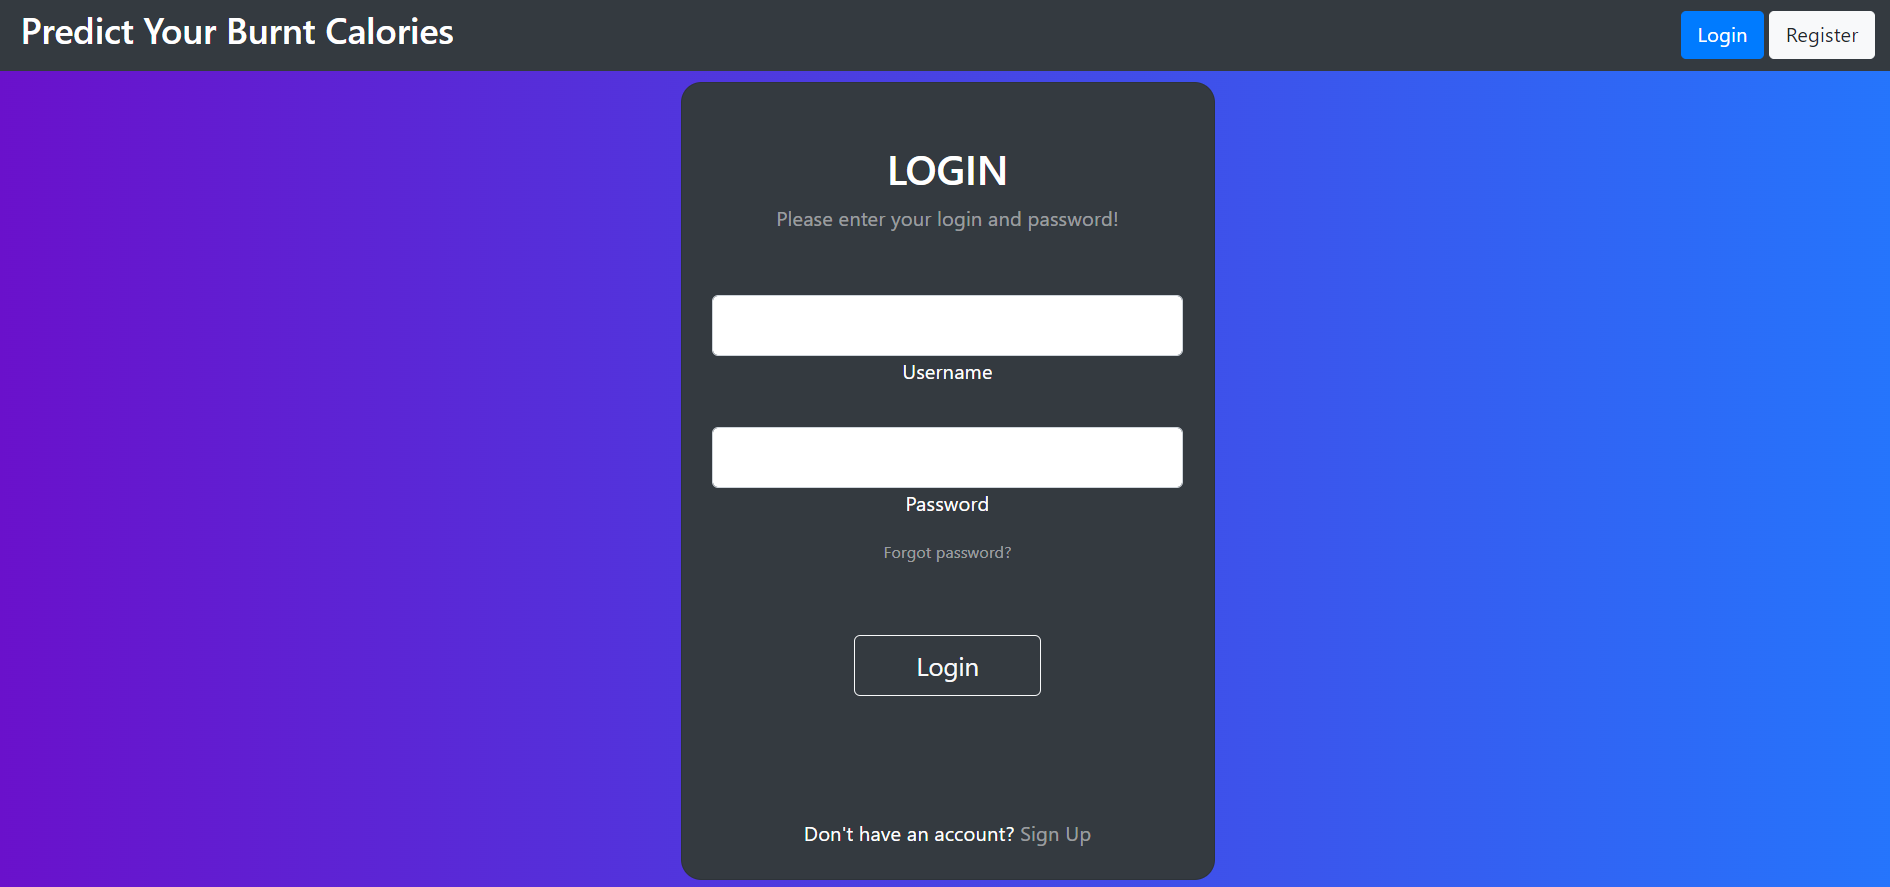 Predict Your Burnt Calories
Login
Register
LOGIN
Please enter your login and password!
Username
Password
Forgot password?
Login
Don't have an account? Sign Up